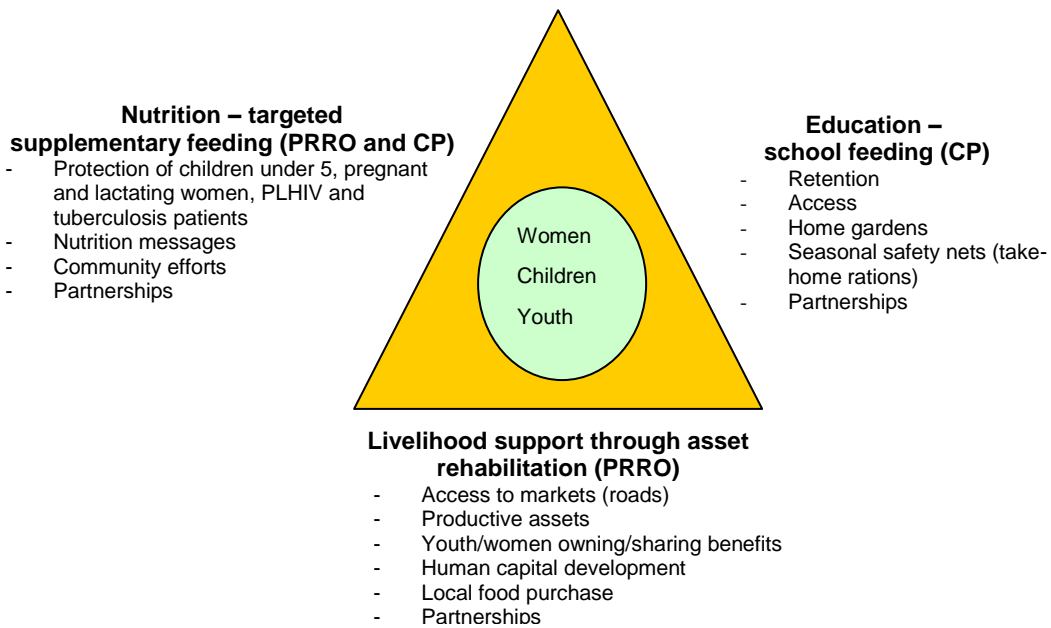 Nutrition – targeted
supplementary feeding (PRRO and CP)
- Protection of children under 5, pregnant
and lactating women, PLHIV and
tuberculosis patients
- Nutrition messages
- Community efforts
- Partnerships
Women
Children
Youth
Education –
school feeding (CP)
- Retention
- Access
- Home gardens
- Seasonal safety nets (take-
home rations)
- Partnerships
Livelihood support through asset
rehabilitation (PRRO)
- Access to markets (roads)
- Productive assets
- Youth/women owning/sharing benefits
- Human capital development
- Local food purchase
- Partnerships